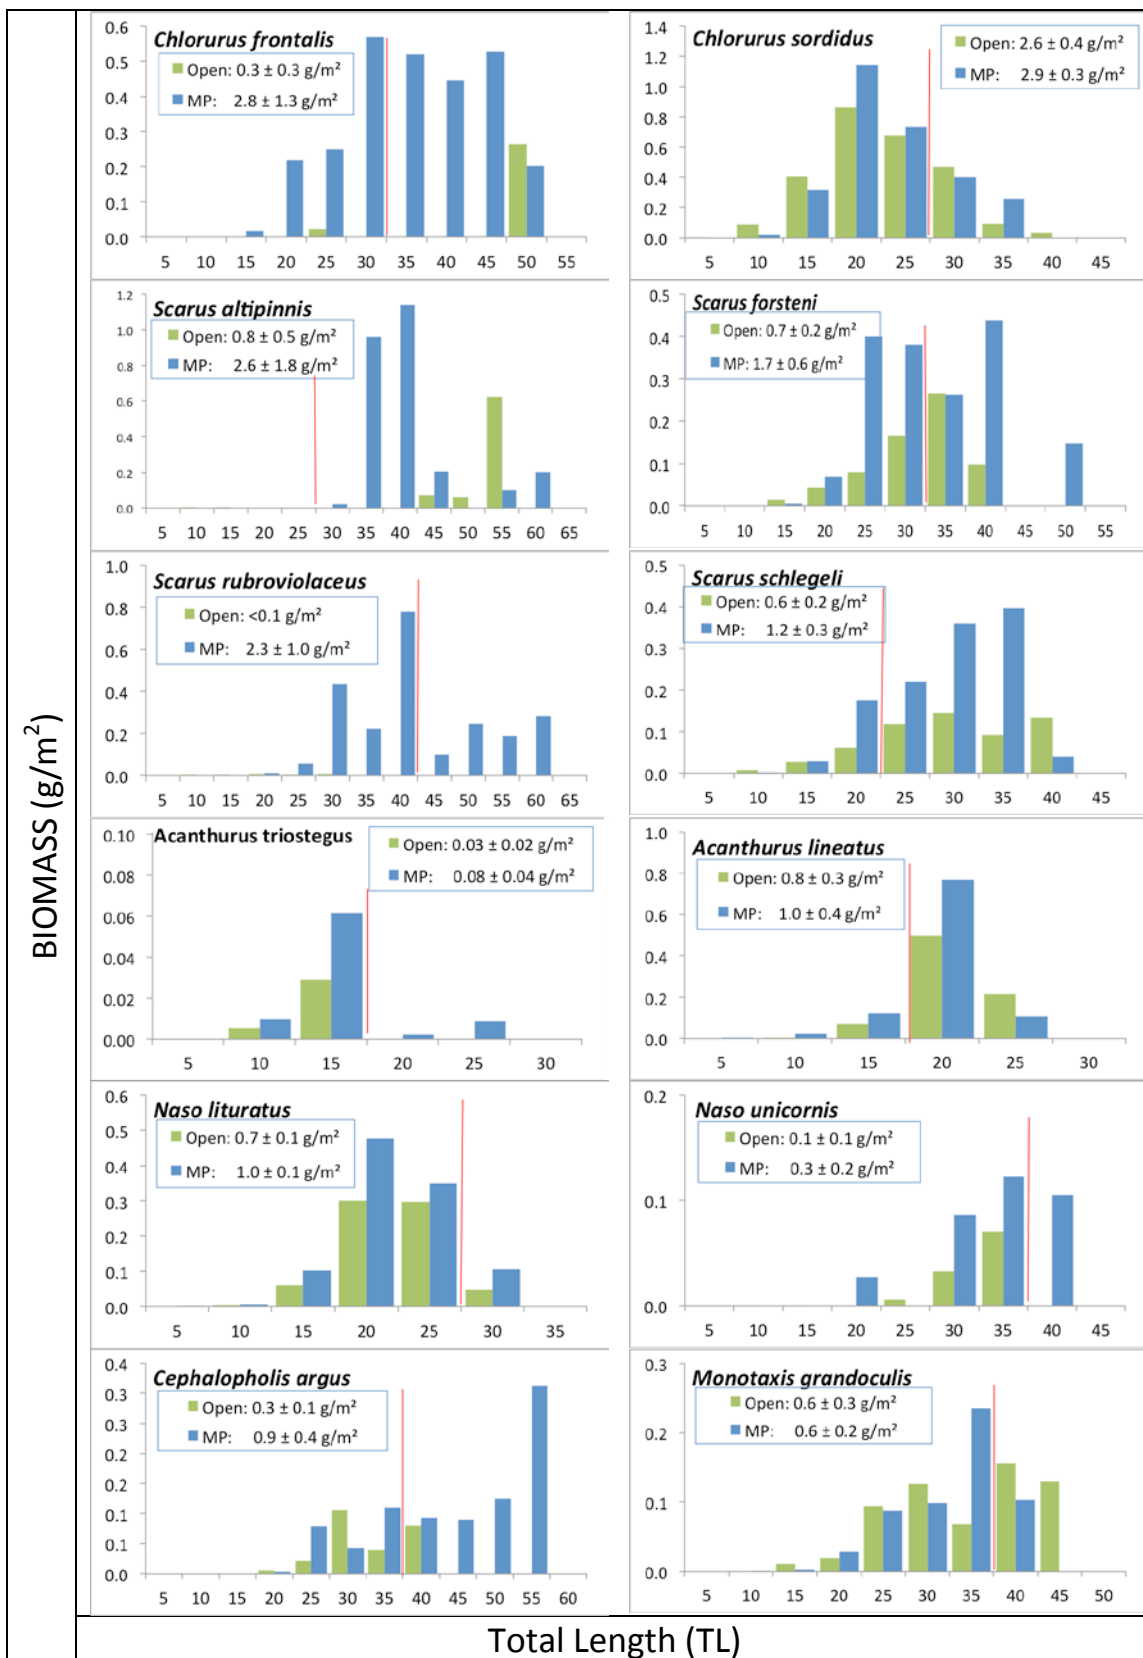 BIOMASS (g/m²)
Chlorurus frontalis
Open: 0.3 ± 0.3 g/m²
MP: 2.8 ± 1.3 g/m²
0.6
0.5
0.4
0.3
0.2
0.1
0.0
5 10 15 20 25 30 35 40 45 50 55
Chlorurus sordidus
Open: 2.6 ± 0.4 g/m²
MP: 2.9 ± 0.3 g/m²
1.4
1.2
1.0
0.8
0.6
0.4
0.2
0.0
5 10 15 20 25 30 35 40 45
Scarus altipinnis
Open: 0.8 ± 0.5 g/m²
MP: 2.6 ± 1.8 g/m²
1.2
1.0
0.8
0.6
0.4
0.2
0.0
5 10 15 20 25 30 35 40 45 50 55 60 65
Scarus forsteni
Open: 0.7 ± 0.2 g/m²
MP: 1.7 ± 0.6 g/m²
0.5
0.4
0.3
0.2
0.1
0.0
5 10 15 20 25 30 35 40 45 50 55
Scarus rubroviolaceus
Open: <0.1 g/m²
MP: 2.3 ± 1.0 g/m²
1.0
0.8
0.6
0.4
0.2
0.0
5 10 15 20 25 30 35 40 45 50 55 60 65
Scarus schlegeli
Open: 0.6 ± 0.2 g/m²
MP: 1.2 ± 0.3 g/m²
0.5
0.4
0.3
0.2
0.1
0.0
5 10 15 20 25 30 35 40 45
Acanthurus triostegus
Open: 0.03 ± 0.02 g/m²
MP: 0.08 ± 0.04 g/m²
0.10
0.08
0.06
0.04
0.02
0.00
5 10 15 20 25 30
Acanthurus lineatus
Open: 0.8 ± 0.3 g/m²
MP: 1.0 ± 0.4 g/m²
1.0
0.8
0.6
0.4
0.2
0.0
5 10 15 20 25 30
Naso lituratus
Open: 0.7 ± 0.1 g/m²
MP: 1.0 ± 0.1 g/m²
0.6
0.5
0.4
0.3
0.2
0.1
0.0
5 10 15 20 25 30 35
Naso unicornis
Open: 0.1 ± 0.1 g/m²
MP: 0.3 ± 0.2 g/m²
0.2
0.1
0.0
5 10 15 20 25 30 35 40 45
Cephalopholis argus
Open: 0.3 ± 0.1 g/m²
MP: 0.9 ± 0.4 g/m²
0.4
0.3
0.3
0.2
0.2
0.1
0.1
0.0
5 10 15 20 25 30 35 40 45 50 55 60
Monotaxis grandoculis
Open: 0.6 ± 0.3 g/m²
MP: 0.6 ± 0.2 g/m²
0.3
0.2
0.1
0.0
5 10 15 20 25 30 35 40 45 50
Total Length (TL)